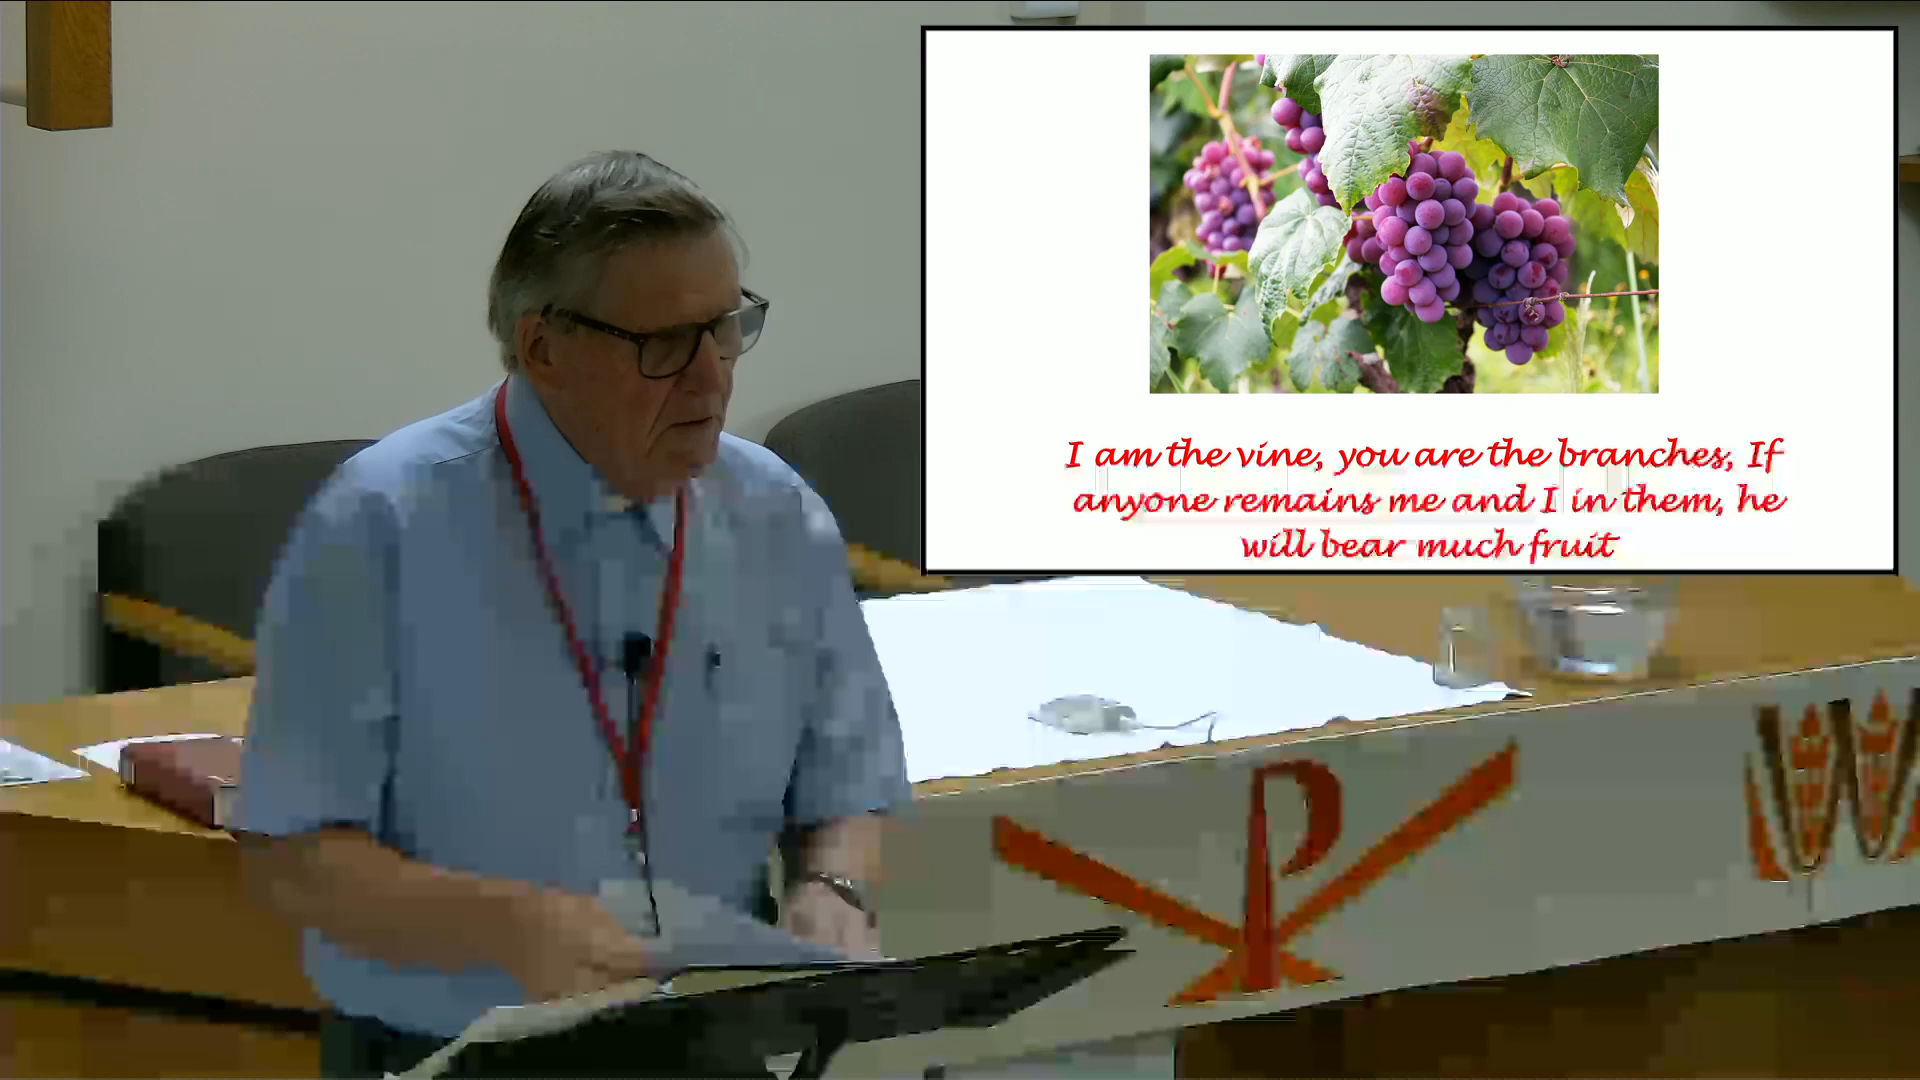 I am the vine, you are the branches, If
anyone remains me and I in them, he
will bear much fruit